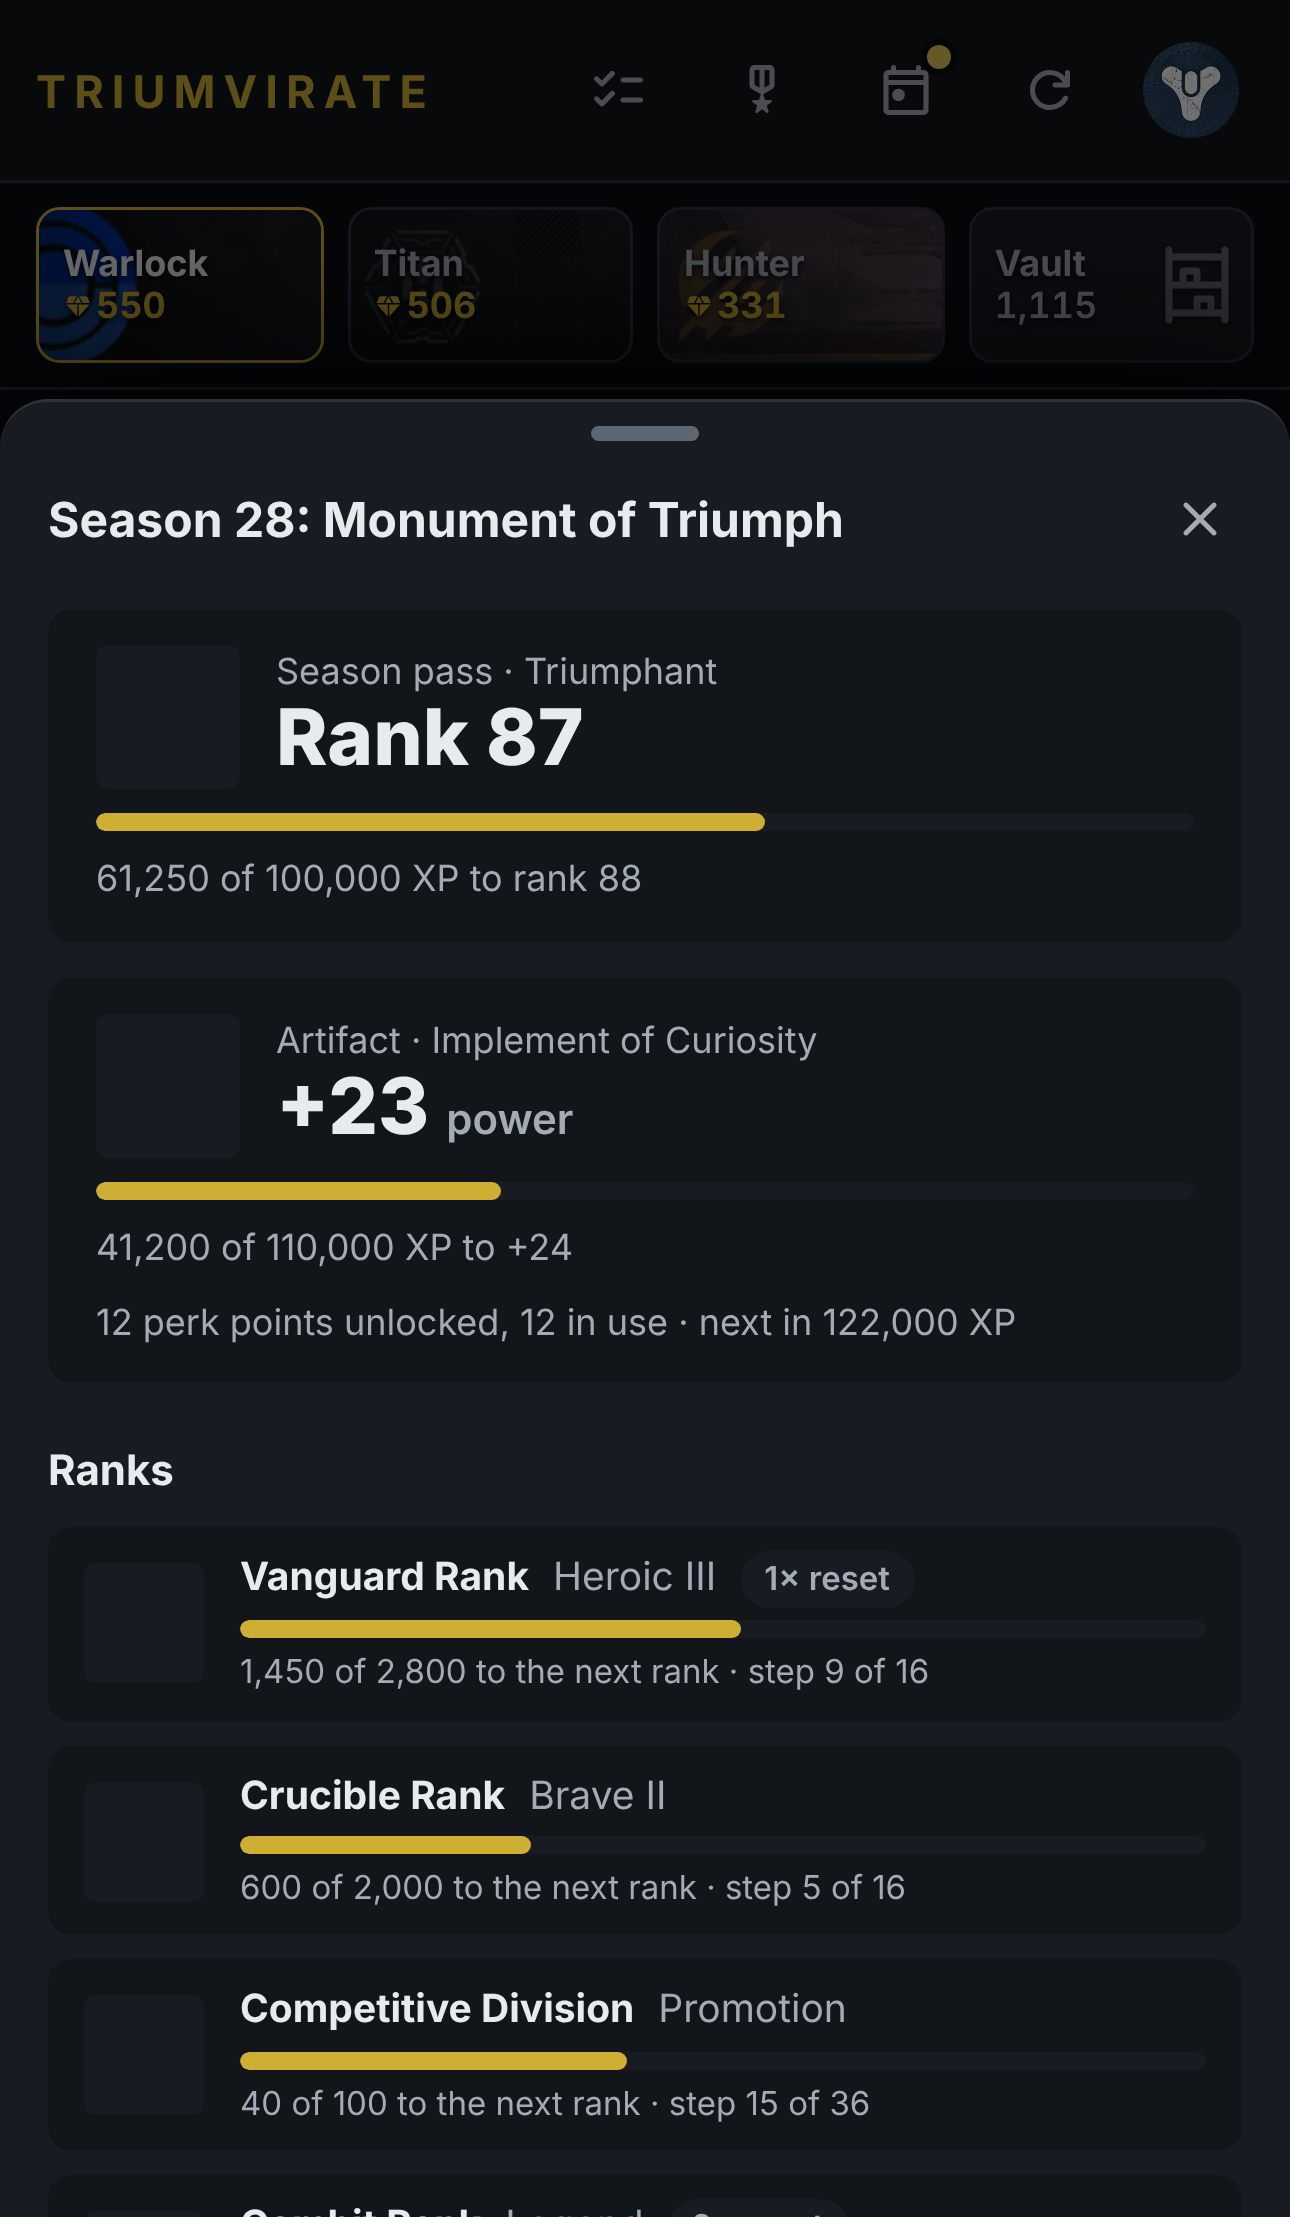 TRIUMVIRATE
Warlock
550
Titan
506
Hunter
331
Vault
1,115
Season 28: Monument of Triumph
Season pass · Triumphant
Rank 87
61,250 of 100,000 XP to rank 88
Artifact · Implement of Curiosity
+23 power
41,200 of 110,000 XP to +24
12 perk points unlocked, 12 in use · next in 122,000 XP
Ranks
Vanguard Rank Heroic III 1× reset
1,450 of 2,800 to the next rank · step 9 of 16
Crucible Rank Brave II
600 of 2,000 to the next rank · step 5 of 16
Competitive Division Promotion
40 of 100 to the next rank · step 15 of 36